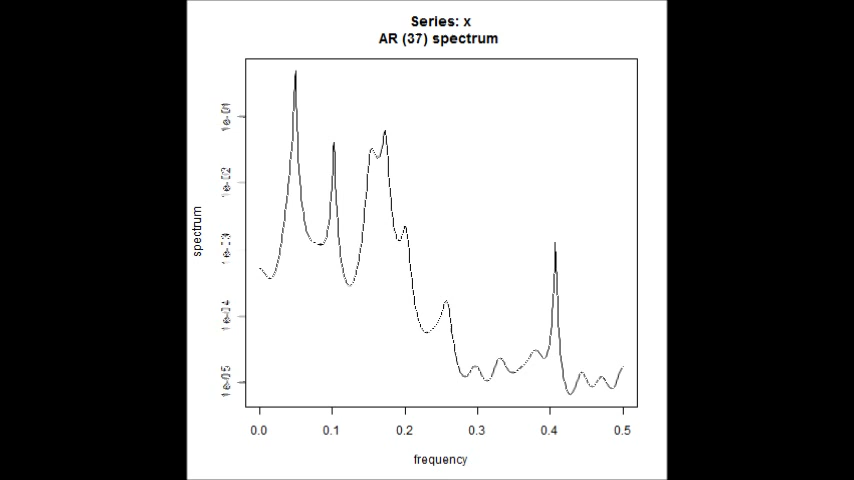 Series: x
AR (37) spectrum
spectrum
1e-01
1e-02
1e-03
1e-04
1e-05
0.0 0.1 0.2 0.3 0.4 0.5
frequency